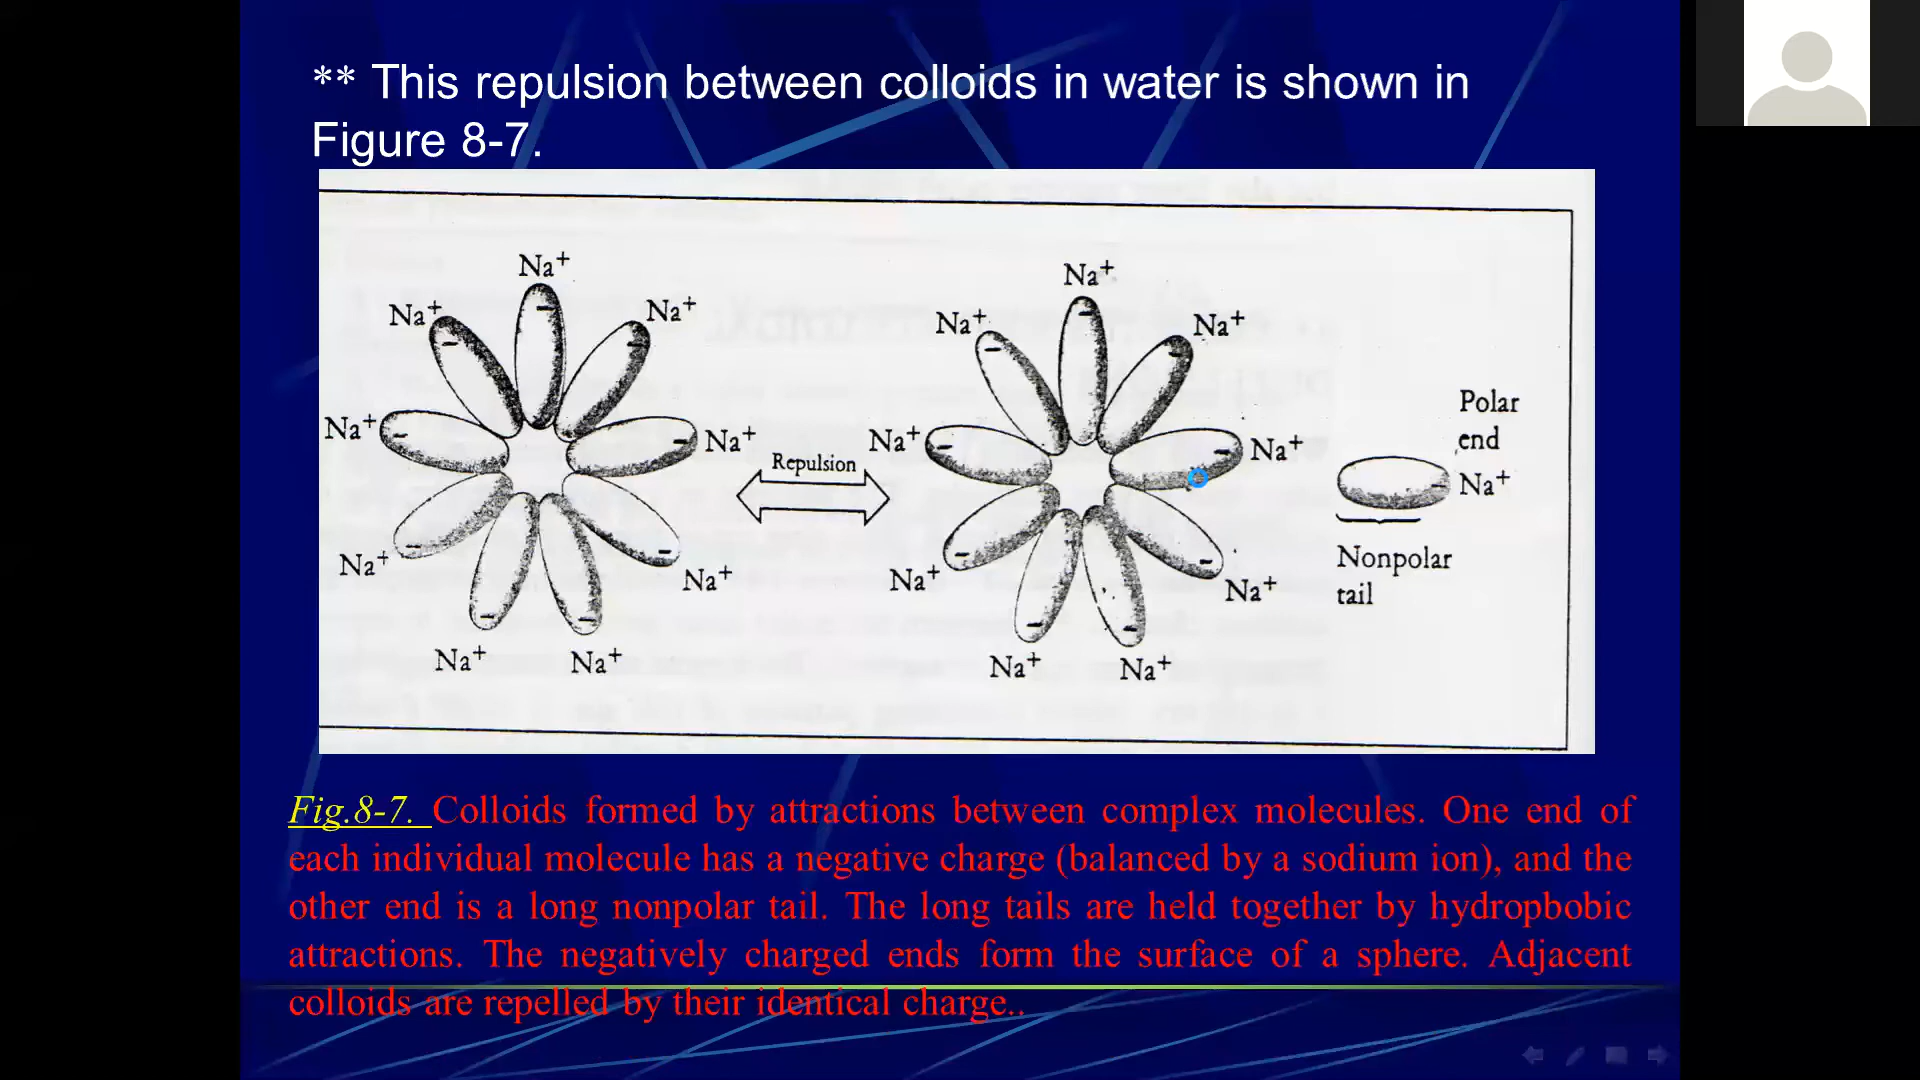 ** This repulsion between colloids in water is shown in
Figure 8-7.
Na+
Na+
Na+
Na+
Na+
Na+
Na+
Na+
Na+
Repulsion
Na+
Na+
Na+
Na+
Na+
Na+
Na+
Na+
Na+
Polar
end
Na+
Nonpolar
tail
Fig.8-7. Colloids formed by attractions between complex molecules. One end of
each individual molecule has a negative charge (balanced by a sodium ion), and the
other end is a long nonpolar tail. The long tails are held together by hydropbobic
attractions. The negatively charged ends form the surface of a sphere. Adjacent
colloids are repelled by their identical charge..